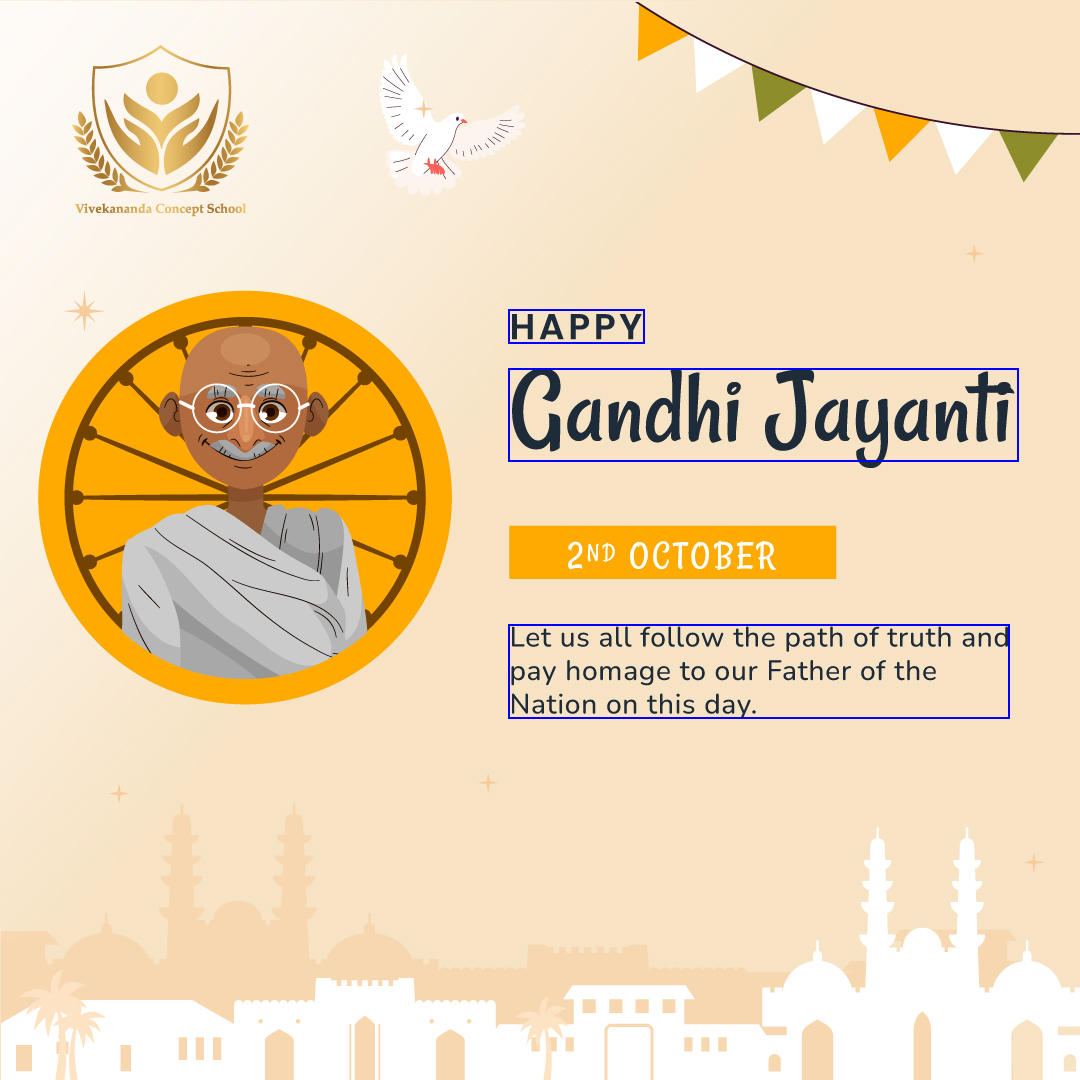 Vivekananda Concept School
HAPPY
Gandhi Jayanti
2ND OCTOBER
Let us all follow the path of truth and
pay homage to our Father of the
Nation on this day.